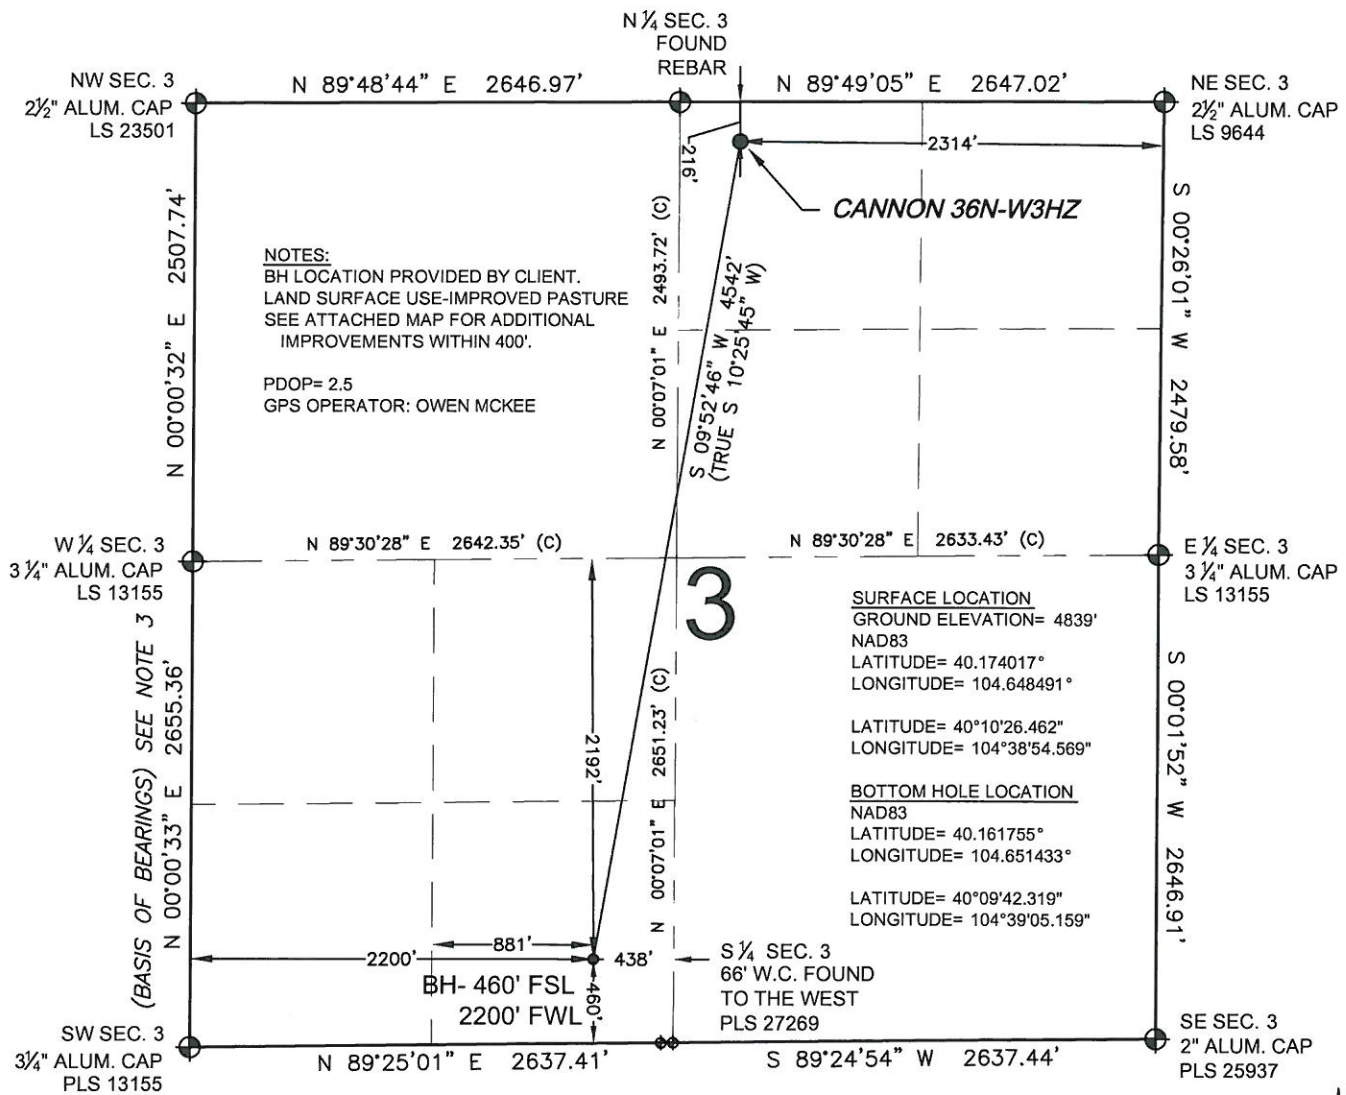 N ¼ SEC. 3
FOUND
REBAR
NW SEC. 3
2½" ALUM. CAP
LS 23501
N 89°48'44" E 2646.97'
N 89°49'05" E 2647.02'
NE SEC. 3
2½" ALUM. CAP
LS 9644
216'
2314'
CANNON 36N-W3HZ
N 00°00'32" E 2507.74'
NOTES:
BH LOCATION PROVIDED BY CLIENT.
LAND SURFACE USE-IMPROVED PASTURE
SEE ATTACHED MAP FOR ADDITIONAL
IMPROVEMENTS WITHIN 400'.
PDOP= 2.5
GPS OPERATOR: OWEN MCKEE
N 00°07'01" E 2493.72' (C)
S 09°52'46" W 4542'
(TRUE S 10°25'45" W)
S 00°26'01" W 2479.58'
W ¼ SEC. 3
3 ¼" ALUM. CAP
LS 13155
N 89°30'28" E 2642.35' (C)
N 89°30'28" E 2633.43' (C)
E ¼ SEC. 3
3 ¼" ALUM. CAP
LS 13155
3
SURFACE LOCATION
GROUND ELEVATION= 4839'
NAD83
LATITUDE= 40.174017°
LONGITUDE= 104.648491°
LATITUDE= 40°10'26.462"
LONGITUDE= 104°38'54.569"
BOTTOM HOLE LOCATION
NAD83
LATITUDE= 40.161755°
LONGITUDE= 104.651433°
LATITUDE= 40°09'42.319"
LONGITUDE= 104°39'05.159"
(BASIS OF BEARINGS) SEE NOTE 3
N 00°00'33" E 2655.36'
2192'
N 00°07'01" E 2651.23' (C)
S 00°01'52" W 2646.91'
881'
2200'
438'
460'
BH- 460' FSL
2200' FWL
S ¼ SEC. 3
66' W.C. FOUND
TO THE WEST
PLS 27269
SW SEC. 3
3¼" ALUM. CAP
PLS 13155
N 89°25'01" E 2637.41'
S 89°24'54" W 2637.44'
SE SEC. 3
2" ALUM. CAP
PLS 25937